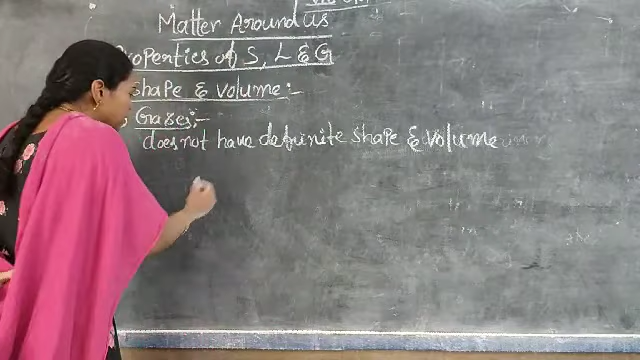 Matter Around us
Properties of S, L & G
shape & volume:-
Gases:-
does not have definite shape & volume